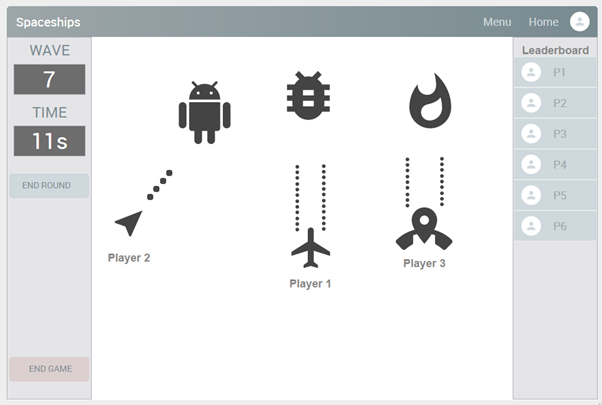 Spaceships
Menu
Home
WAVE
7
TIME
11s
END ROUND
END GAME
Player 2
Player 1
Player 3
Leaderboard
P1
P2
P3
P4
P5
P6